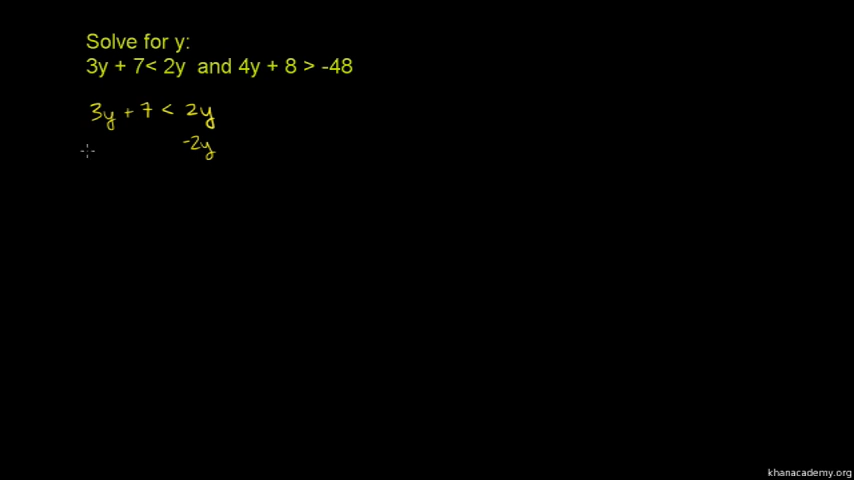 Solve for y:
3y + 7< 2y and 4y + 8 > -48
3y + 7 < 2y
-2y
khanacademy.org